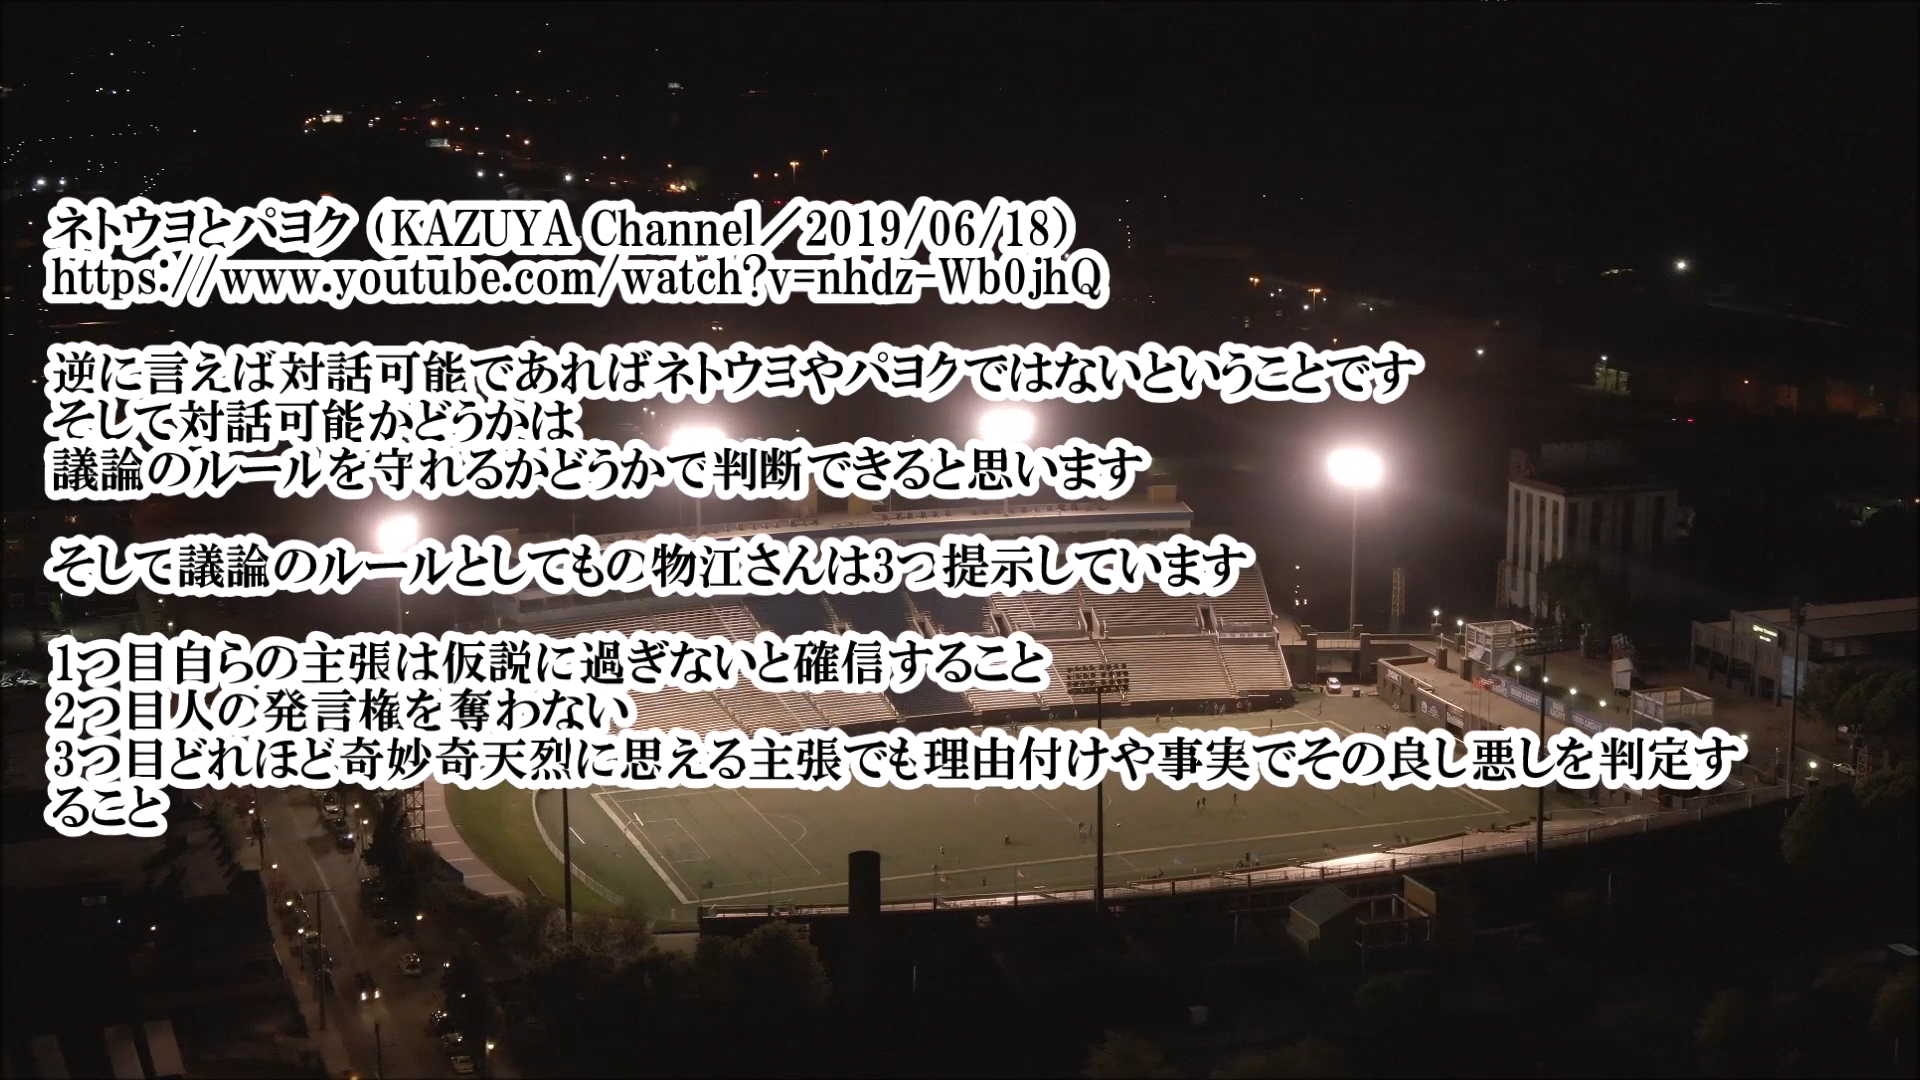 ネトウヨとパヨク（KAZUYA Channel／2019/06/18）
https://www.youtube.com/watch?v=nhdz-Wb0jhQ
逆に言えば対話可能であればネトウヨやパヨクではないということです
そして対話可能かどうかは
議論のルールを守れるかどうかで判断できると思います
そして議論のルールとしてもの物江さんは3つ提示しています
1つ目自らの主張は仮説に過ぎないと確信すること
2つ目人の発言権を奪わない
3つ目どれほど奇妙奇天烈に思える主張でも理由付けや事実でその良し悪しを判定す
ること